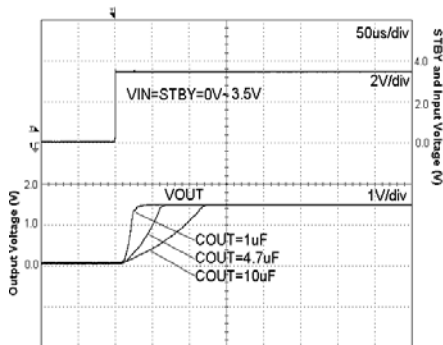 50us/div
4.0
2V/div
VIN=STBY=0V~3.5V
2.0
0.0
STBY and Input Voltage (V)
2.0
VOUT
1V/div
1.0
COUT=1uF
COUT=4.7uF
0.0
COUT=10uF
Output Voltage (V)